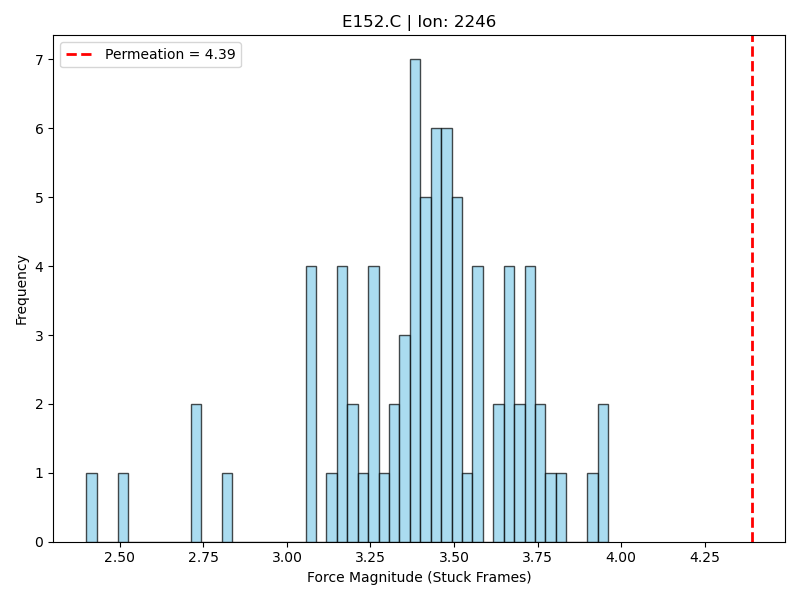 E152.C | Ion: 2246
Permeation = 4.39
Frequency
7
6
5
4
3
2
1
0
2.50 2.75 3.00 3.25 3.50 3.75 4.00 4.25
Force Magnitude (Stuck Frames)